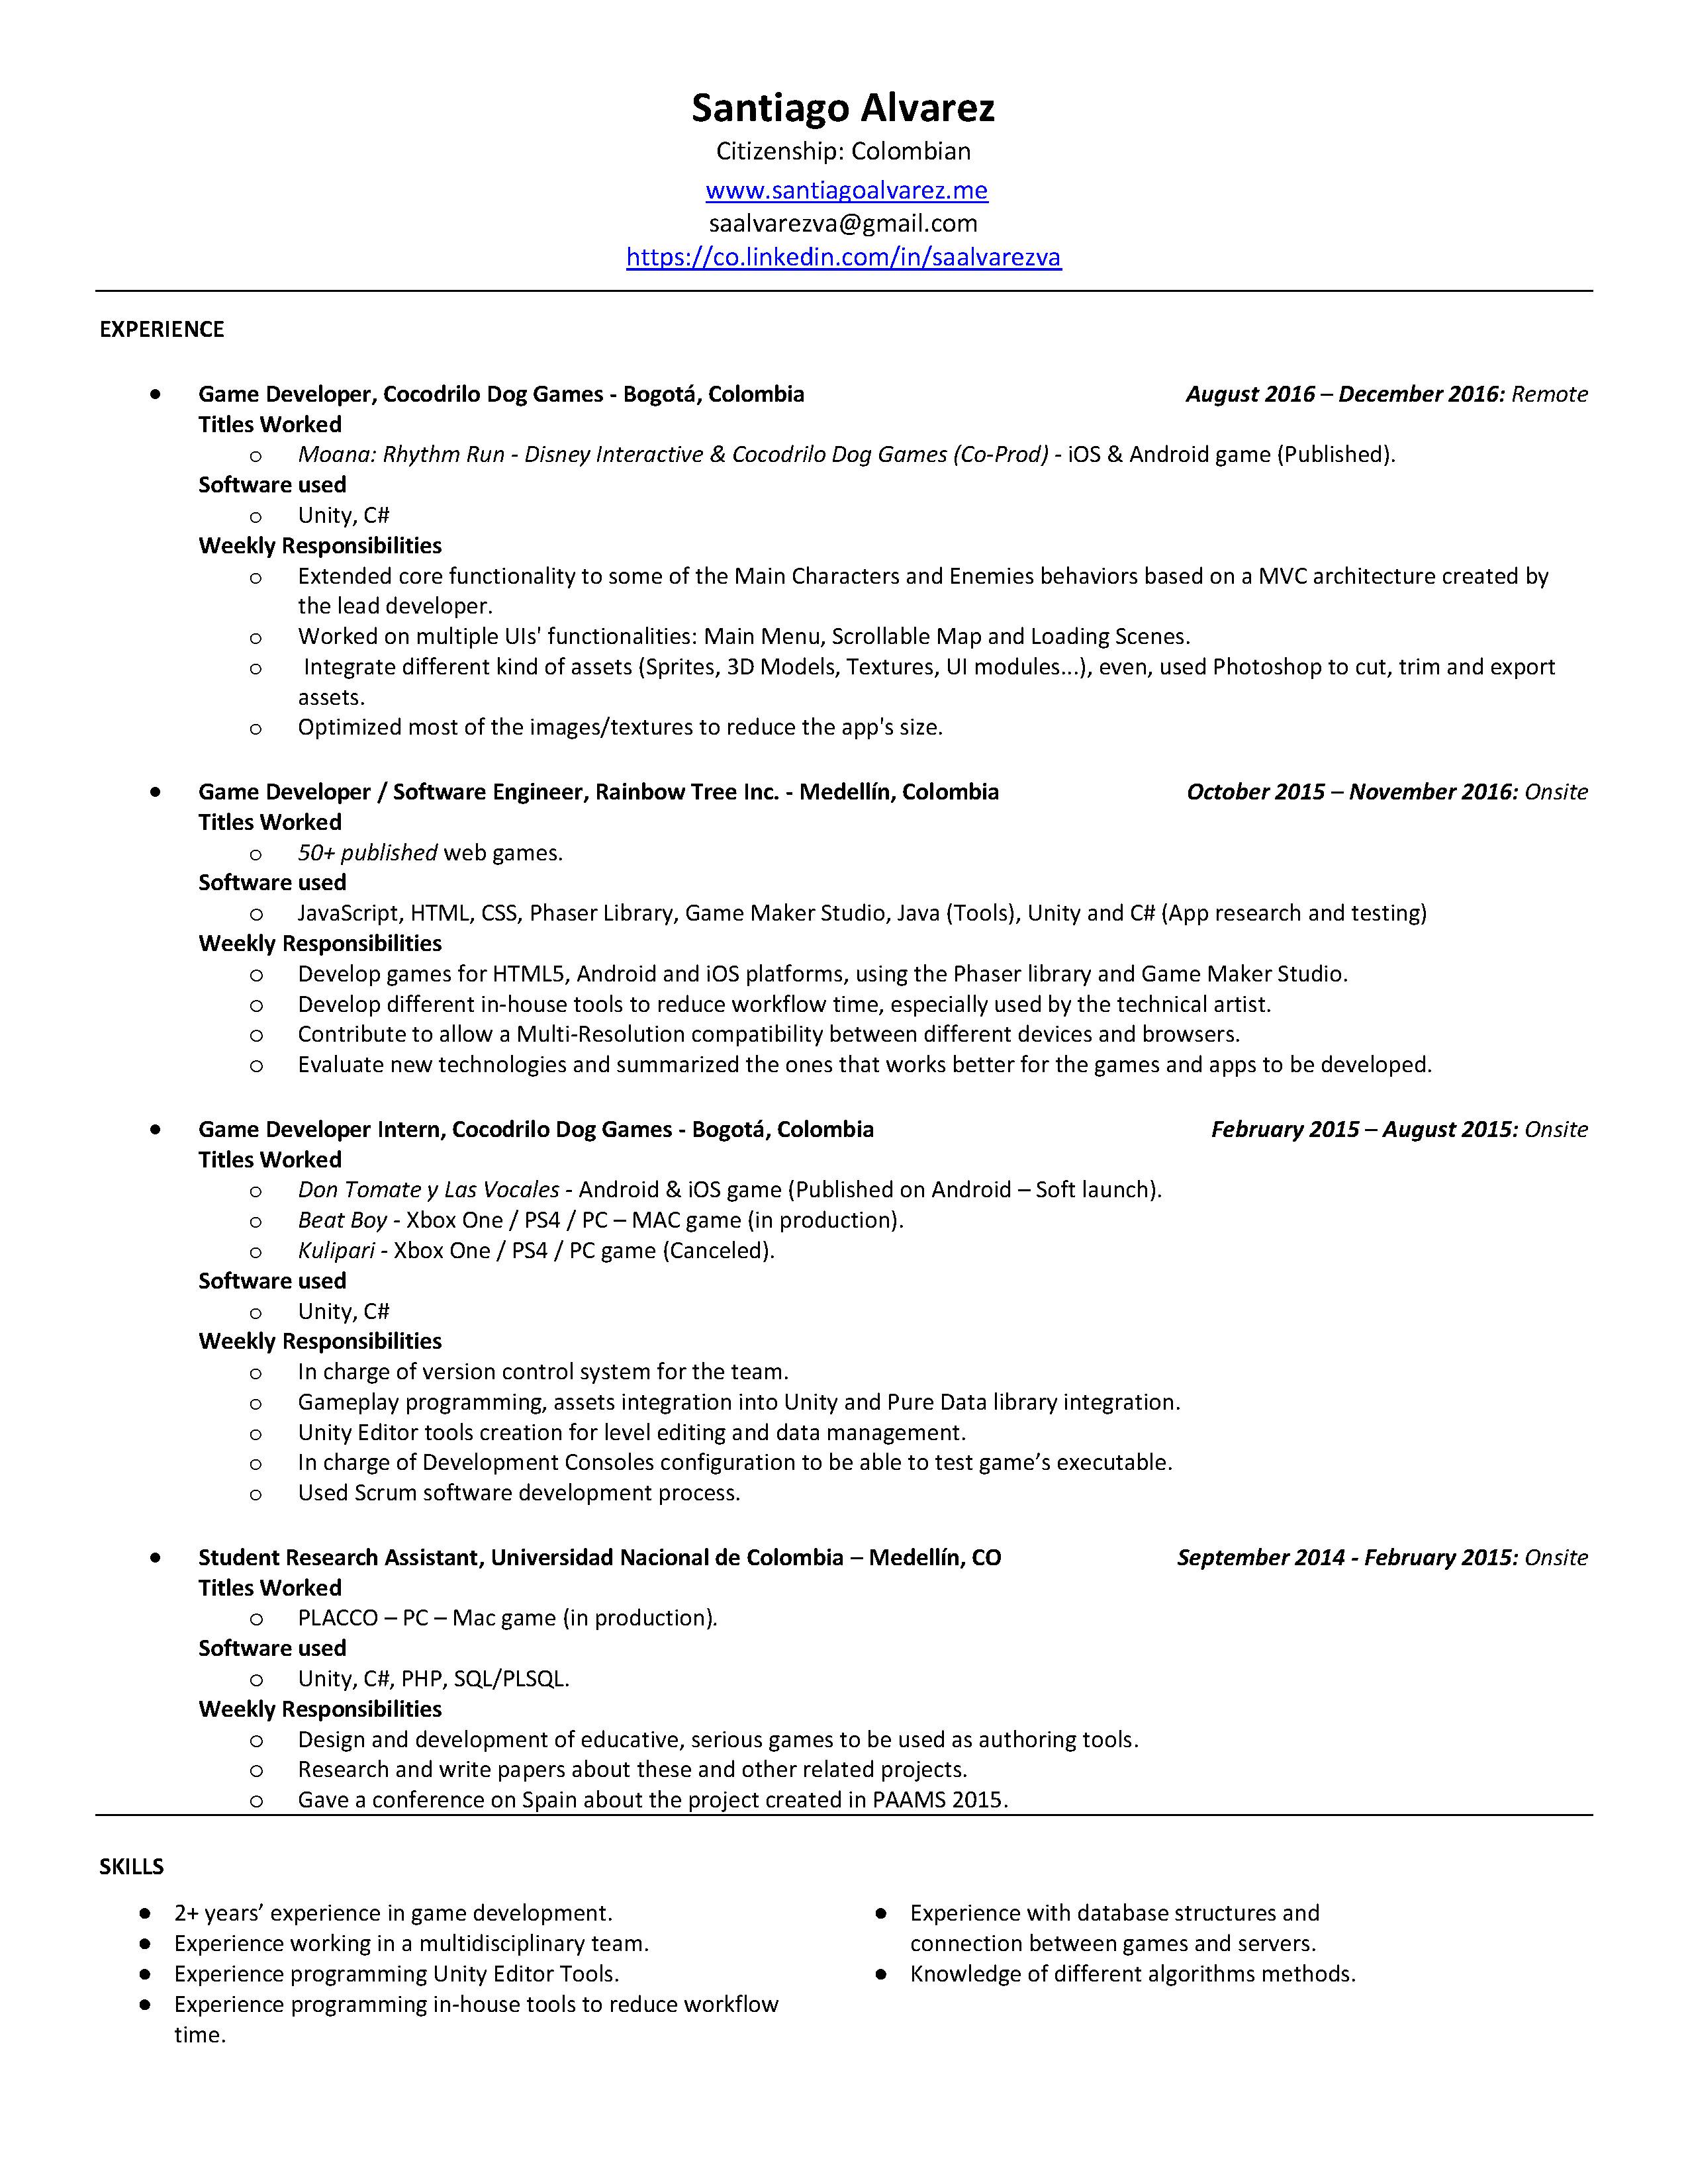 Santiago Alvarez
Citizenship: Colombian
www.santiagoalvarez.me
saalvarezva@gmail.com
https://co.linkedin.com/in/saalvarezva
EXPERIENCE
● Game Developer, Cocodrilo Dog Games - Bogotá, Colombia August 2016 – December 2016: Remote
Titles Worked
o Moana: Rhythm Run - Disney Interactive & Cocodrilo Dog Games (Co-Prod) - iOS & Android game (Published).
Software used
o Unity, C#
Weekly Responsibilities
o Extended core functionality to some of the Main Characters and Enemies behaviors based on a MVC architecture created by
the lead developer.
o Worked on multiple UIs' functionalities: Main Menu, Scrollable Map and Loading Scenes.
o Integrate different kind of assets (Sprites, 3D Models, Textures, UI modules...), even, used Photoshop to cut, trim and export
assets.
o Optimized most of the images/textures to reduce the app's size.
● Game Developer / Software Engineer, Rainbow Tree Inc. - Medellín, Colombia October 2015 – November 2016: Onsite
Titles Worked
o 50+ published web games.
Software used
o JavaScript, HTML, CSS, Phaser Library, Game Maker Studio, Java (Tools), Unity and C# (App research and testing)
Weekly Responsibilities
o Develop games for HTML5, Android and iOS platforms, using the Phaser library and Game Maker Studio.
o Develop different in-house tools to reduce workflow time, especially used by the technical artist.
o Contribute to allow a Multi-Resolution compatibility between different devices and browsers.
o Evaluate new technologies and summarized the ones that works better for the games and apps to be developed.
● Game Developer Intern, Cocodrilo Dog Games - Bogotá, Colombia February 2015 – August 2015: Onsite
Titles Worked
o Don Tomate y Las Vocales - Android & iOS game (Published on Android – Soft launch).
o Beat Boy - Xbox One / PS4 / PC – MAC game (in production).
o Kulipari - Xbox One / PS4 / PC game (Canceled).
Software used
o Unity, C#
Weekly Responsibilities
o In charge of version control system for the team.
o Gameplay programming, assets integration into Unity and Pure Data library integration.
o Unity Editor tools creation for level editing and data management.
o In charge of Development Consoles configuration to be able to test game’s executable.
o Used Scrum software development process.
● Student Research Assistant, Universidad Nacional de Colombia – Medellín, CO September 2014 - February 2015: Onsite
Titles Worked
o PLACCO – PC – Mac game (in production).
Software used
o Unity, C#, PHP, SQL/PLSQL.
Weekly Responsibilities
o Design and development of educative, serious games to be used as authoring tools.
o Research and write papers about these and other related projects.
o Gave a conference on Spain about the project created in PAAMS 2015.
SKILLS
● 2+ years’ experience in game development.
● Experience working in a multidisciplinary team.
● Experience programming Unity Editor Tools.
● Experience programming in-house tools to reduce workflow
time.
● Experience with database structures and
connection between games and servers.
● Knowledge of different algorithms methods.